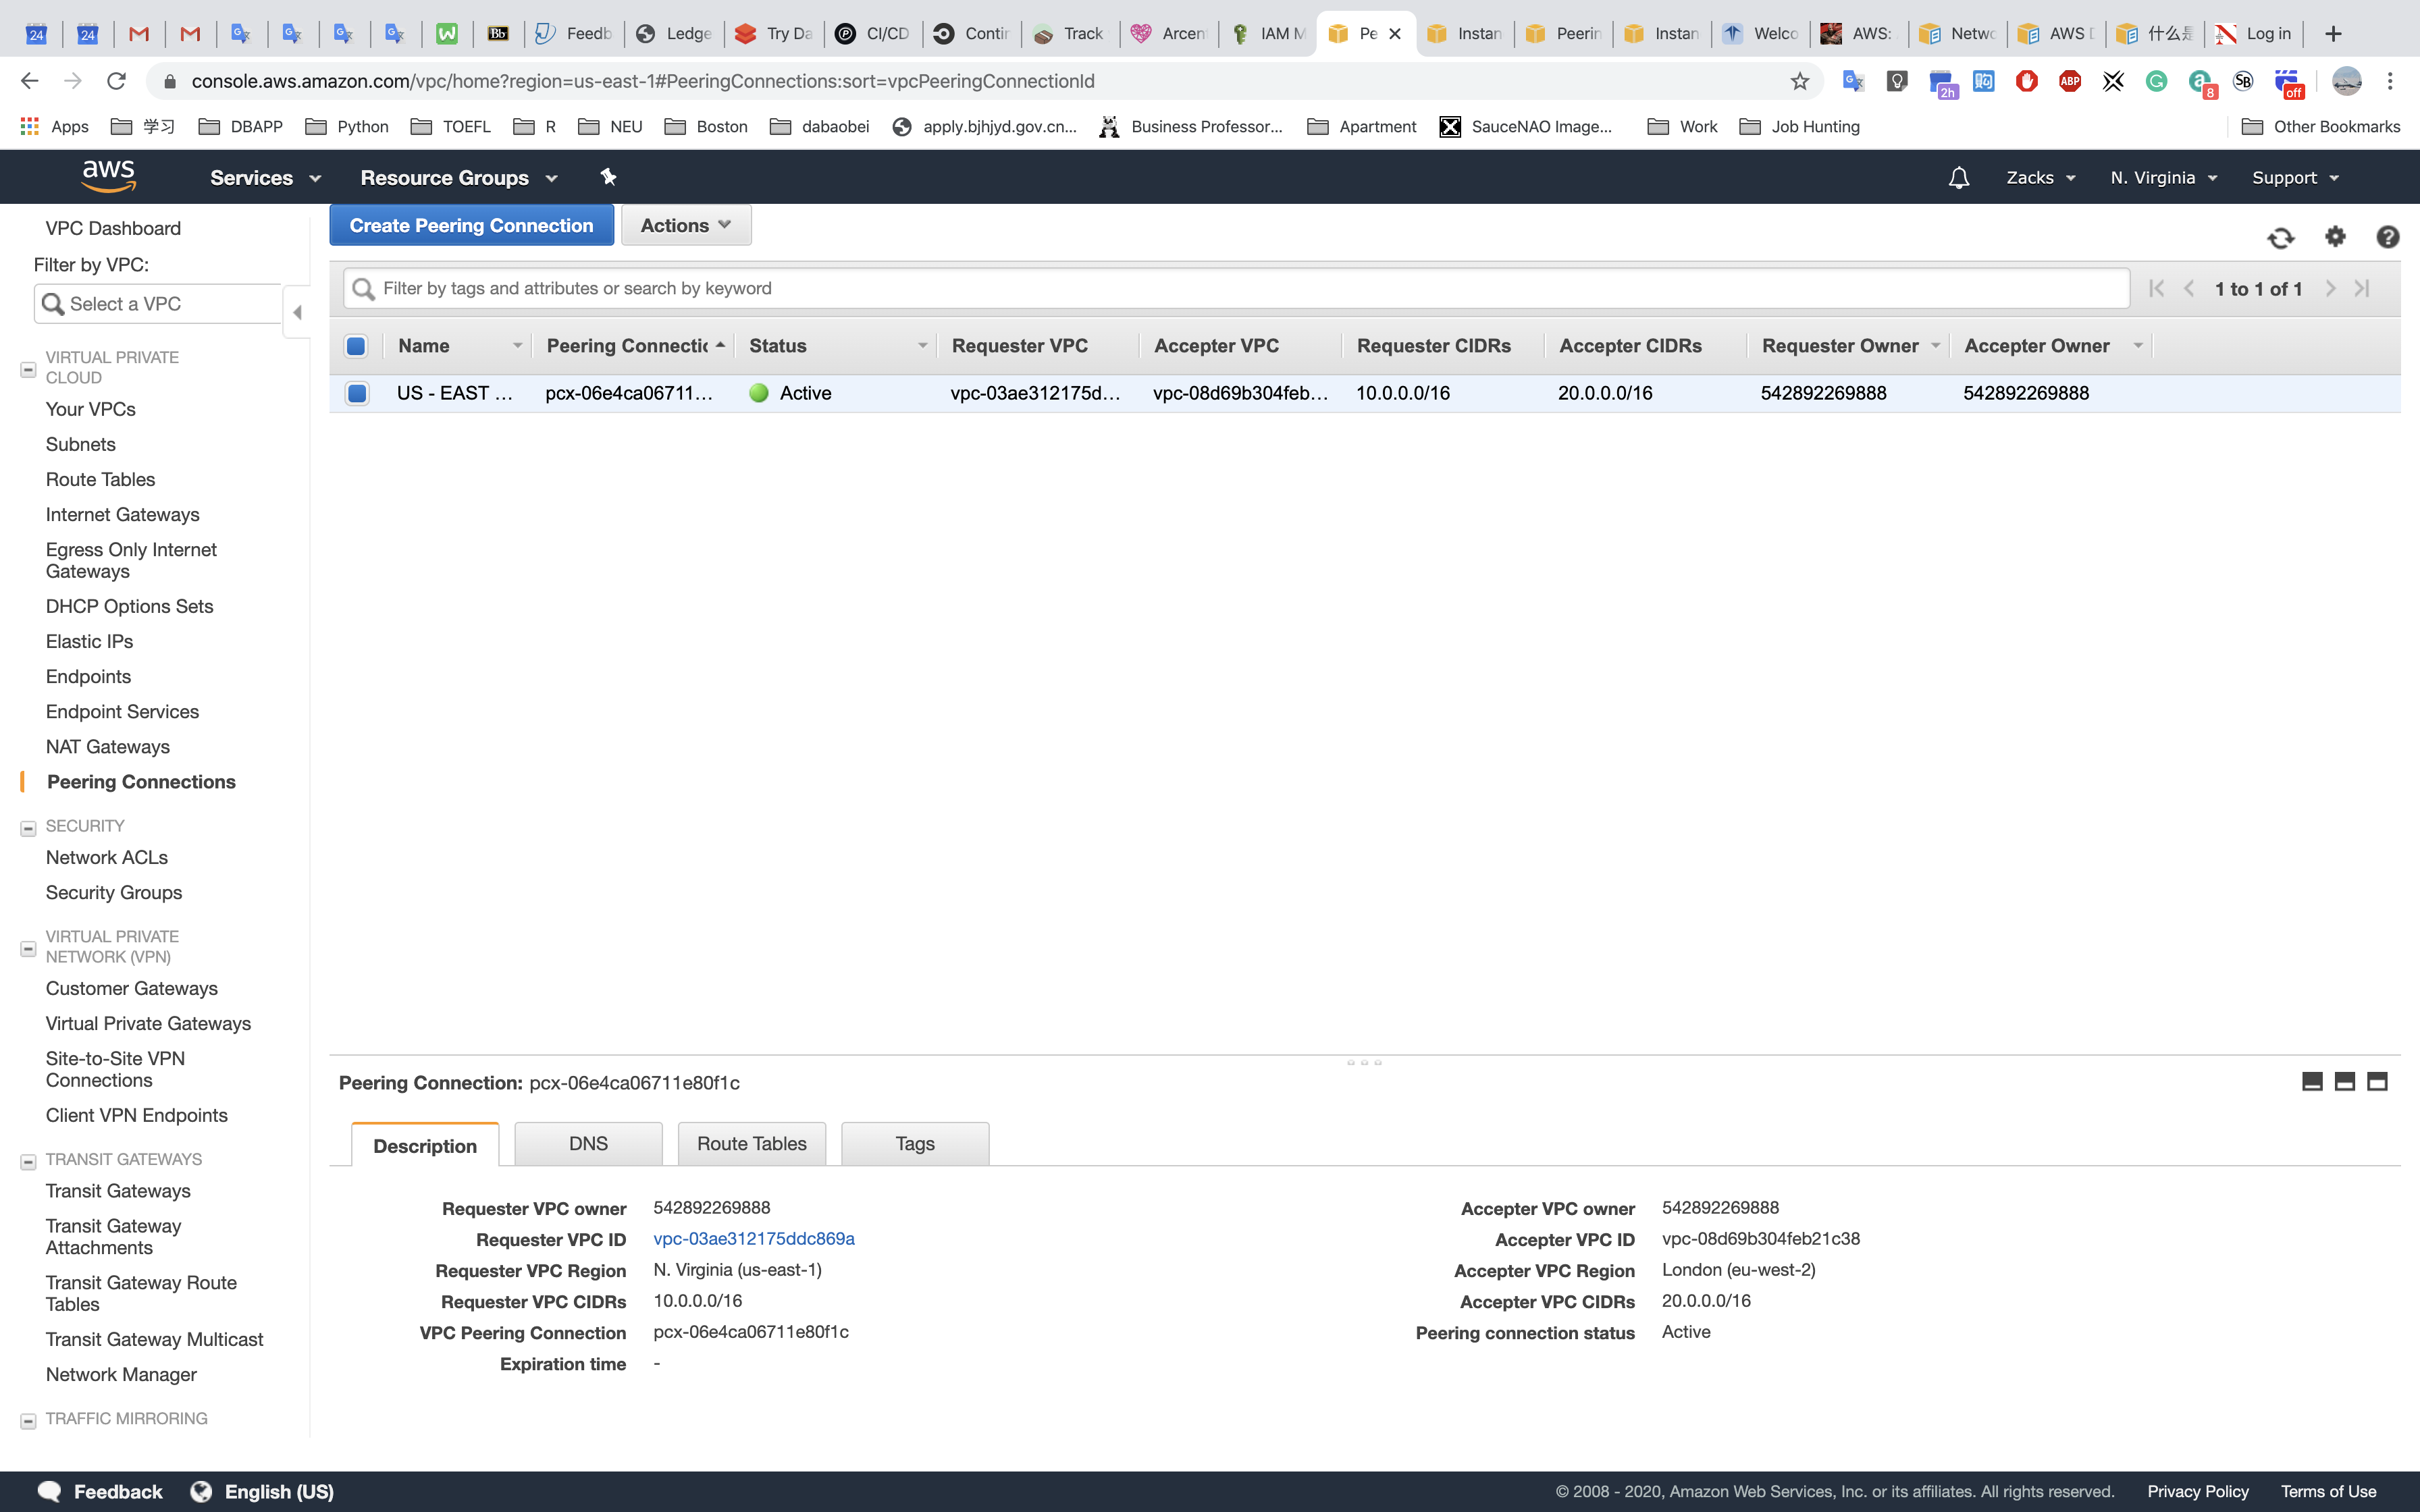 24
24
Bb
Feedb
Ledge
Try Da
CI/CD
Contin
Track
Arcen
IAM M
Pe
Instan
Peerin
Instan
Welco
AWS:
Netwo
AWS D
什么是
Log in
console.aws.amazon.com/vpc/home?region=us-east-1#PeeringConnections:sort=vpcPeeringConnectionId
2h
ABP
8
SB
off
Apps
学习
DBAPP
Python
TOEFL
R
NEU
Boston
dabaobei
apply.bjhjyd.gov.cn...
Business Professor...
Apartment
SauceNAO Image...
Work
Job Hunting
Other Bookmarks
aws
Services
Resource Groups
Zacks
N. Virginia
Support
VPC Dashboard
Filter by VPC:
Select a VPC
VIRTUAL PRIVATE
CLOUD
Your VPCs
Subnets
Route Tables
Internet Gateways
Egress Only Internet
Gateways
DHCP Options Sets
Elastic IPs
Endpoints
Endpoint Services
NAT Gateways
Peering Connections
SECURITY
Network ACLs
Security Groups
VIRTUAL PRIVATE
NETWORK (VPN)
Customer Gateways
Virtual Private Gateways
Site-to-Site VPN
Connections
Client VPN Endpoints
TRANSIT GATEWAYS
Transit Gateways
Transit Gateway
Attachments
Transit Gateway Route
Tables
Transit Gateway Multicast
Network Manager
TRAFFIC MIRRORING
Create Peering Connection
Actions
Filter by tags and attributes or search by keyword
1 to 1 of 1
Name
Peering Connectic
Status
Requester VPC
Accepter VPC
Requester CIDRs
Accepter CIDRs
Requester Owner
Accepter Owner
US - EAST ...
pcx-06e4ca06711...
Active
vpc-03ae312175d...
vpc-08d69b304feb...
10.0.0.0/16
20.0.0.0/16
542892269888
542892269888
Peering Connection: pcx-06e4ca06711e80f1c
Description
DNS
Route Tables
Tags
Requester VPC owner 542892269888
Requester VPC ID vpc-03ae312175ddc869a
Requester VPC Region N. Virginia (us-east-1)
Requester VPC CIDRs 10.0.0.0/16
VPC Peering Connection pcx-06e4ca06711e80f1c
Expiration time -
Accepter VPC owner 542892269888
Accepter VPC ID vpc-08d69b304feb21c38
Accepter VPC Region London (eu-west-2)
Accepter VPC CIDRs 20.0.0.0/16
Peering connection status Active
Feedback
English (US)
© 2008 - 2020, Amazon Web Services, Inc. or its affiliates. All rights reserved.
Privacy Policy
Terms of Use